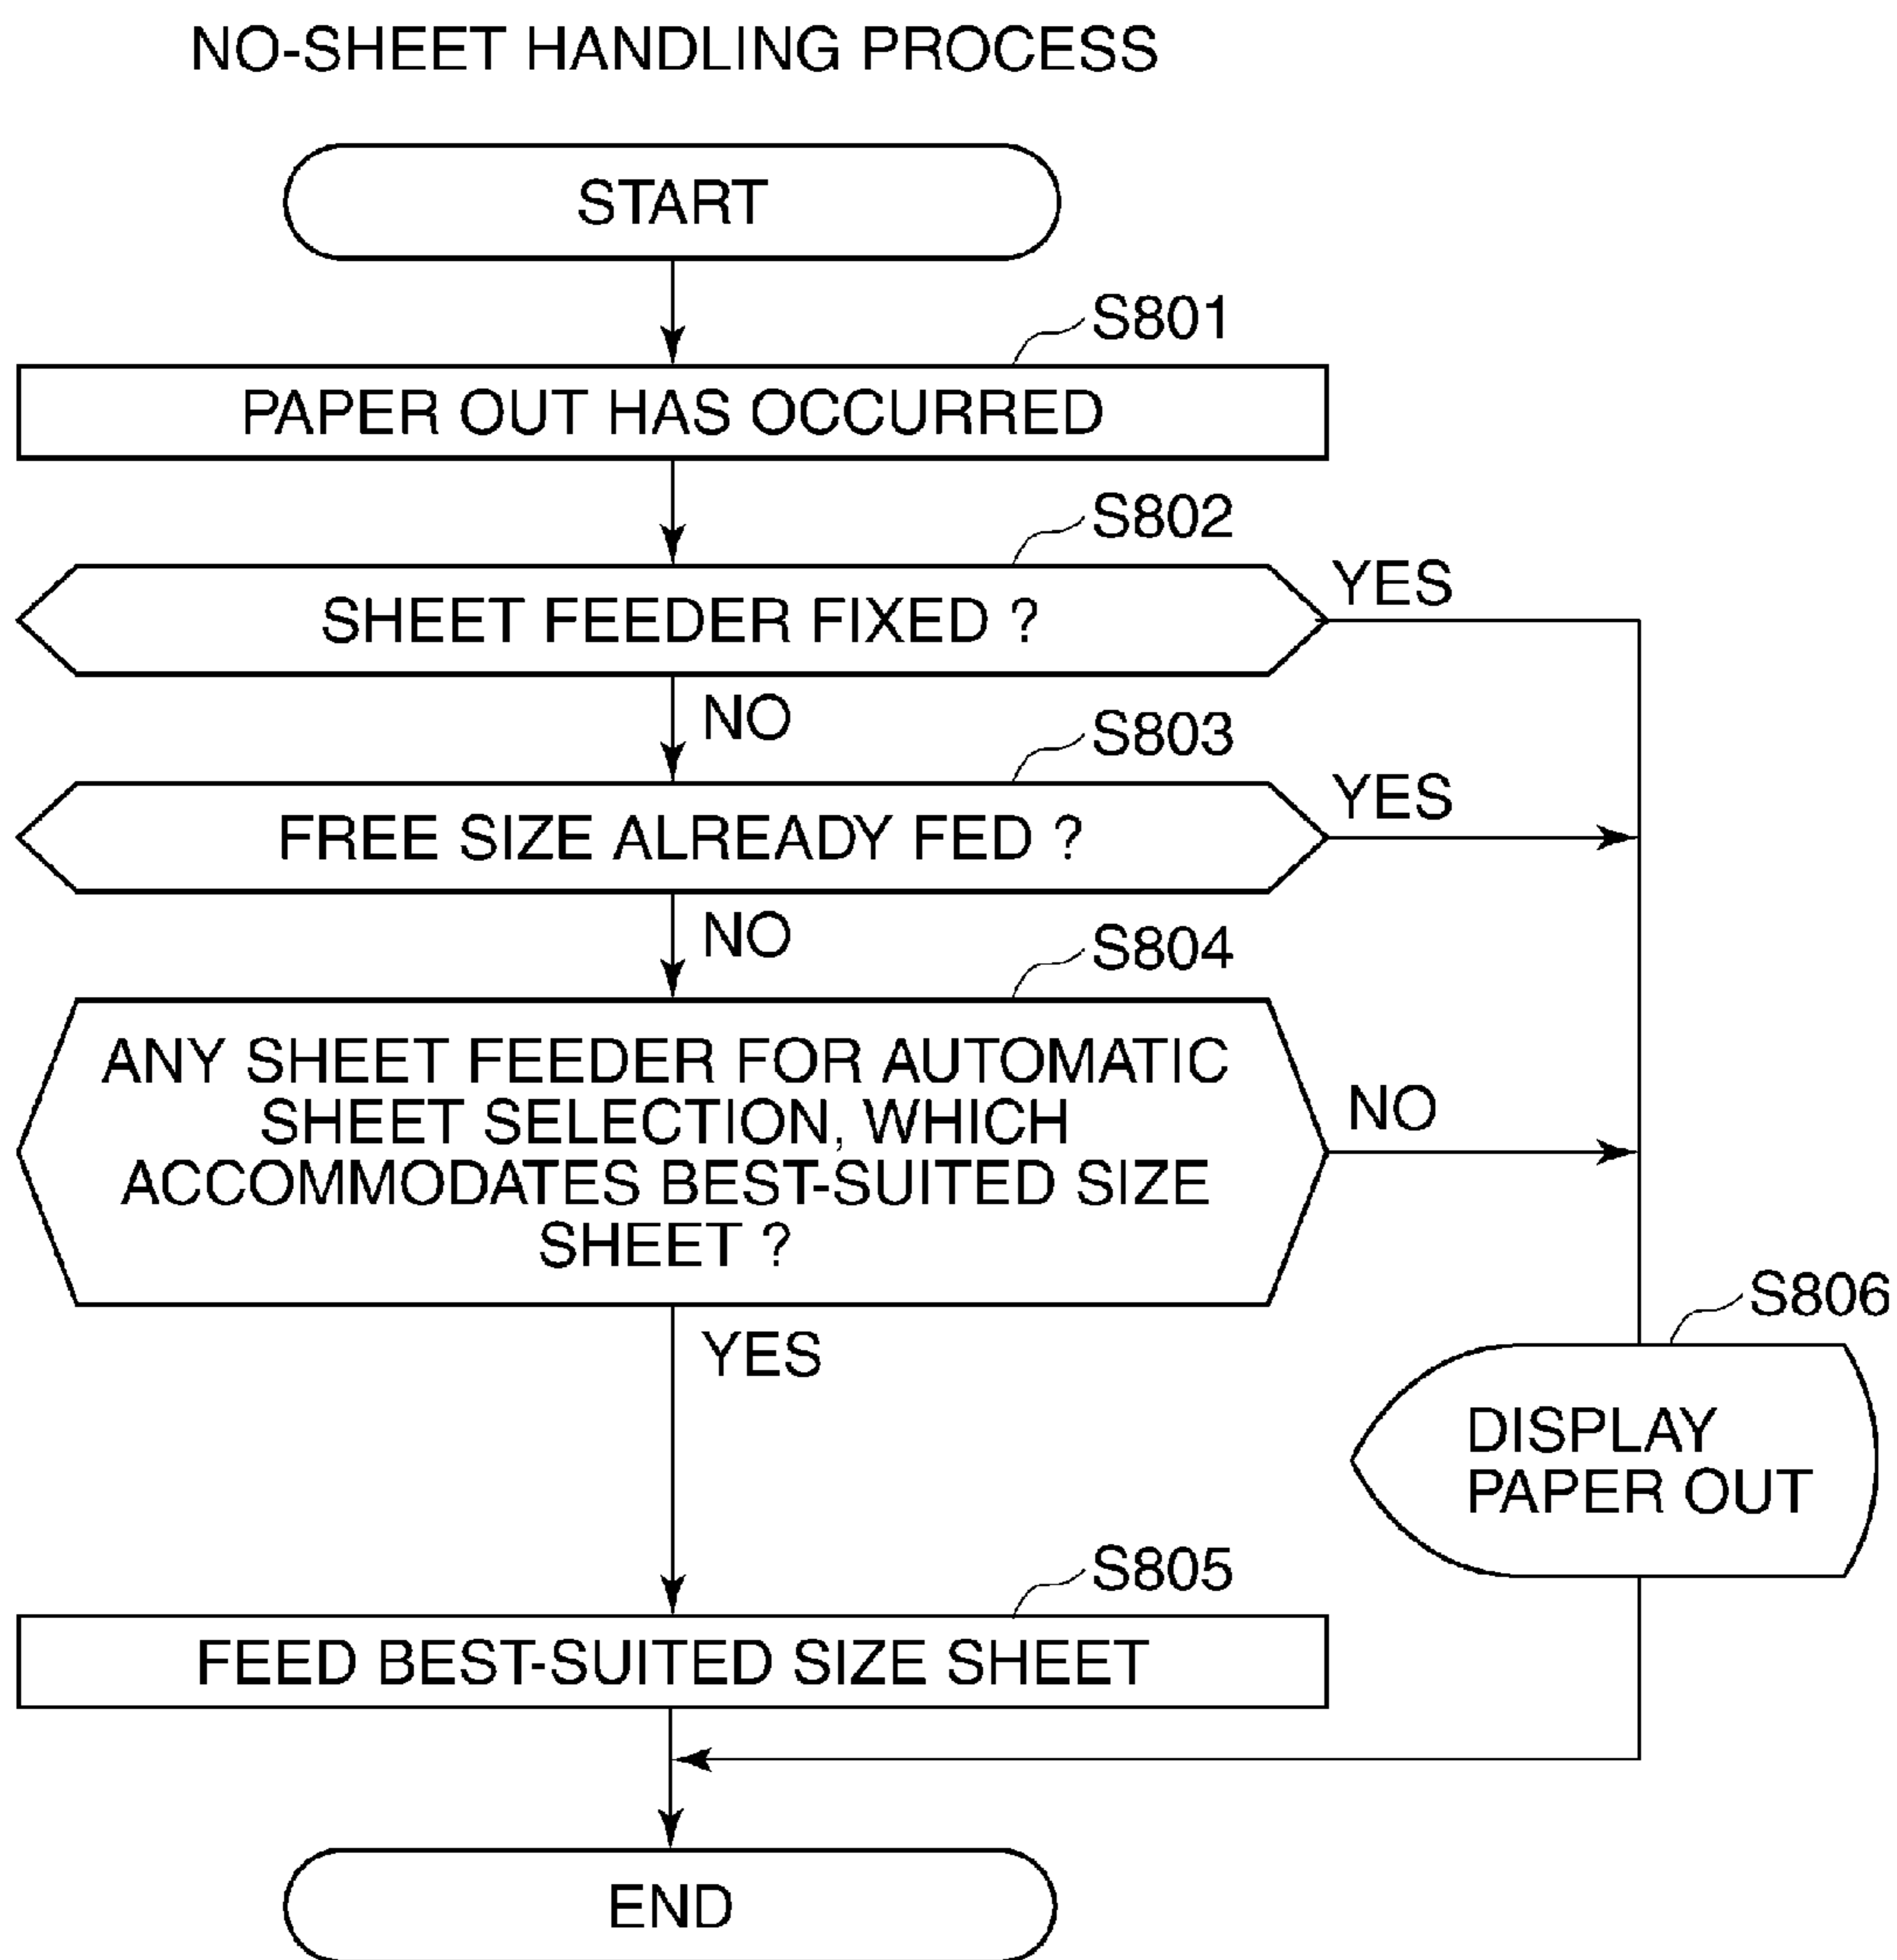 NO-SHEET HANDLING PROCESS
START
S801
PAPER OUT HAS OCCURRED
S802
SHEET FEEDER FIXED ?
YES
NO
S803
FREE SIZE ALREADY FED ?
YES
NO
S804
ANY SHEET FEEDER FOR AUTOMATIC
SHEET SELECTION, WHICH
ACCOMMODATES BEST-SUITED SIZE
SHEET ?
NO
YES
S806
DISPLAY
PAPER OUT
S805
FEED BEST-SUITED SIZE SHEET
END